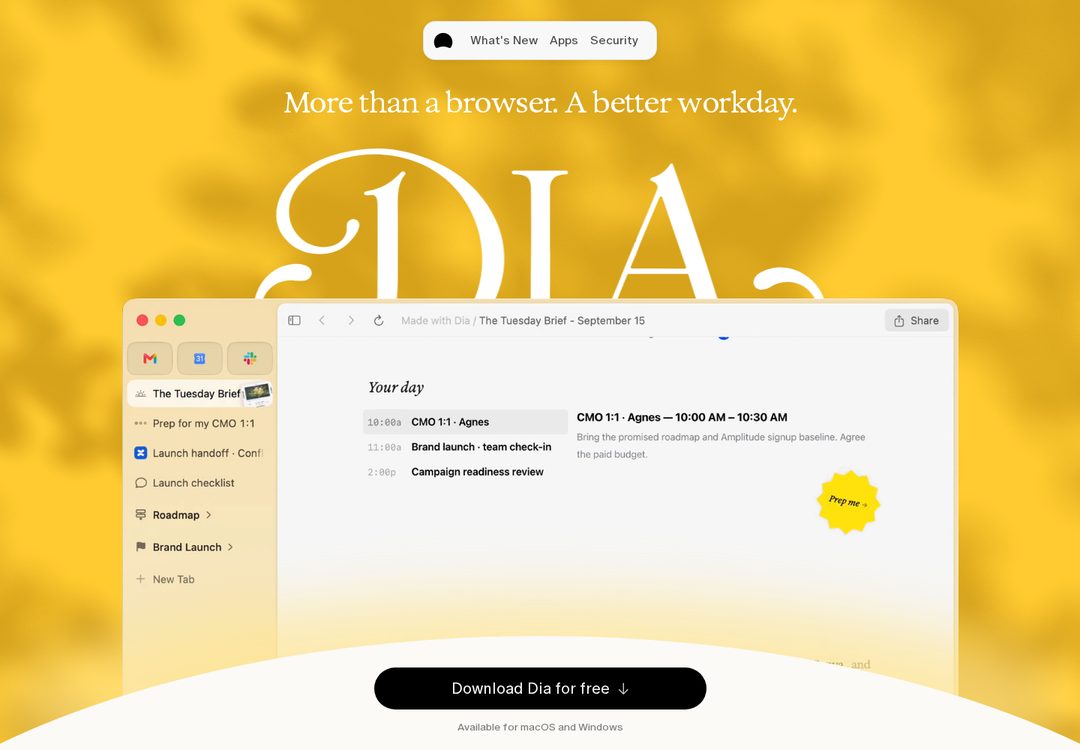 What's New Apps Security
More than a browser. A better workday.
DIA
Made with Dia / The Tuesday Brief - September 15
Share
31
The Tuesday Brief
Prep for my CMO 1:1
Launch handoff · Conf
Launch checklist
Roadmap
Brand Launch
New Tab
Your day
10:00a CMO 1:1 · Agnes
11:00a Brand launch · team check-in
2:00p Campaign readiness review
CMO 1:1 · Agnes — 10:00 AM – 10:30 AM
Bring the promised roadmap and Amplitude signup baseline. Agree
the paid budget.
Prep me →
and
Download Dia for free ↓
Available for macOS and Windows